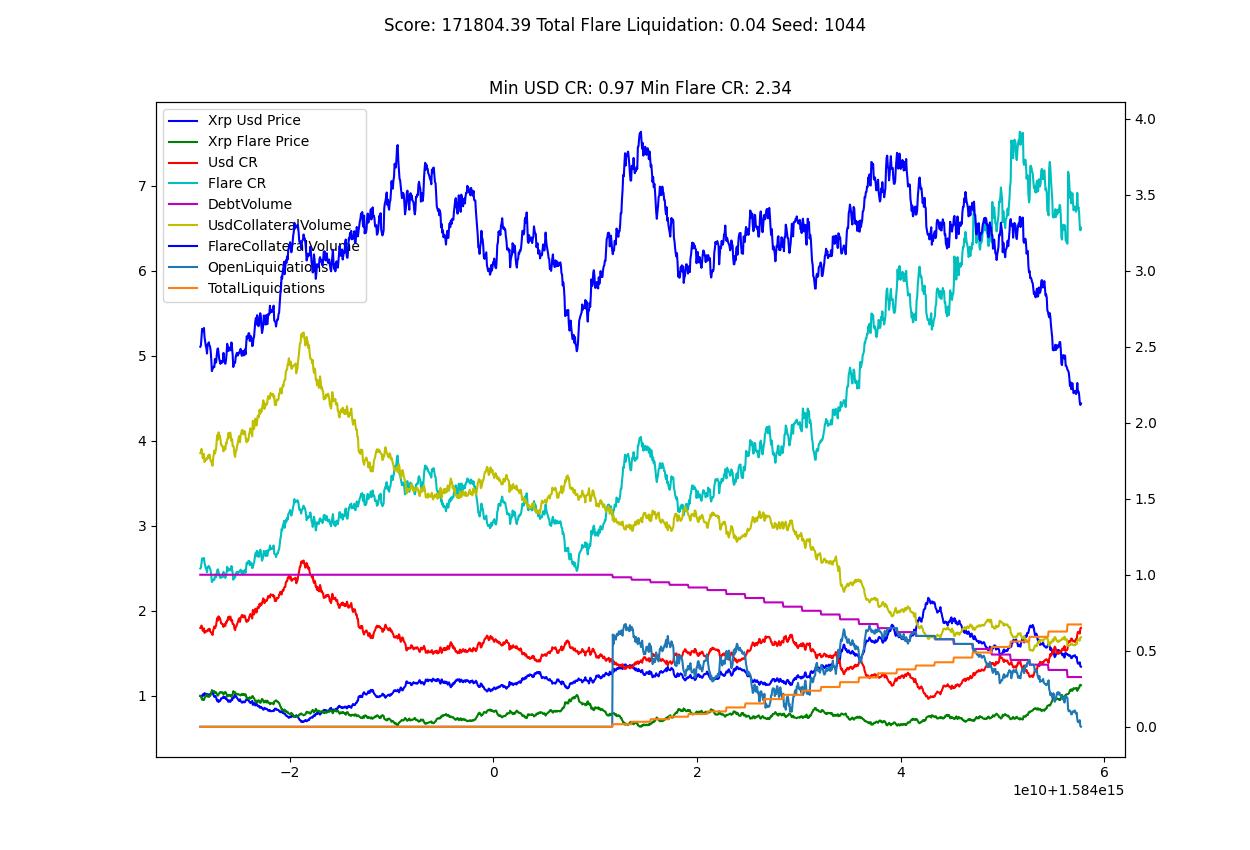 Score: 171804.39 Total Flare Liquidation: 0.04 Seed: 1044
Min USD CR: 0.97 Min Flare CR: 2.34
Xrp Usd Price
Xrp Flare Price
Usd CR
Flare CR
DebtVolume
UsdCollateralVolume
FlareCollateralVolume
OpenLiquidations
TotalLiquidations
7
6
5
4
3
2
1
4.0
3.5
3.0
2.5
2.0
1.5
1.0
0.5
0.0
−2
0
2
4
6
1e10+1.584e15